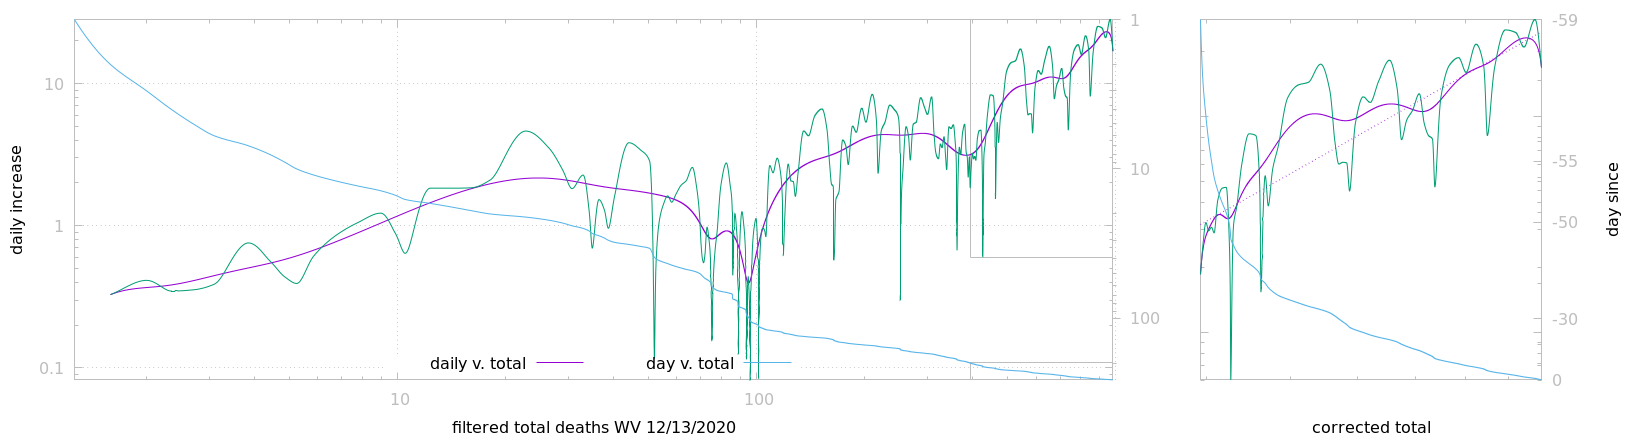 daily increase
10
1
0.1
1
10
100
daily v. total
day v. total
10
100
filtered total deaths WV 12/13/2020
-59
-55
-50
-30
0
day since
corrected total